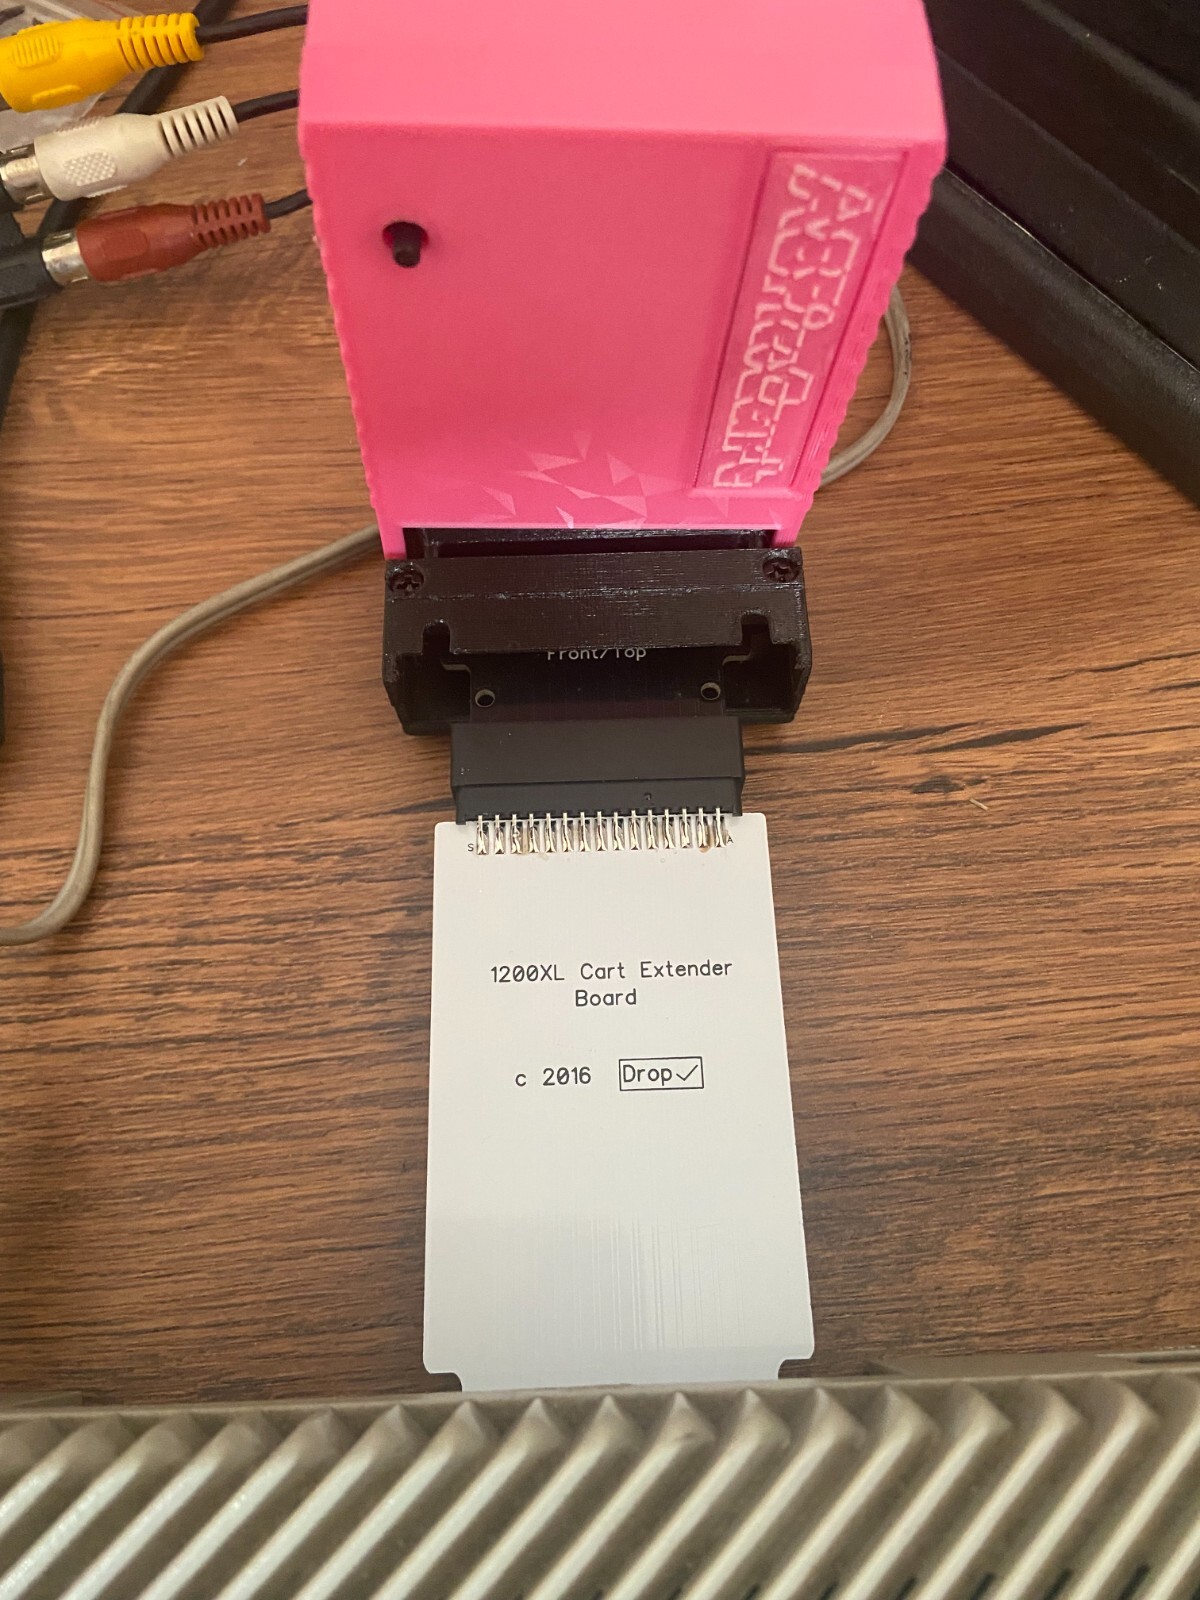 Front/Top
S A
1200XL Cart Extender
Board
c 2016 Drop✓